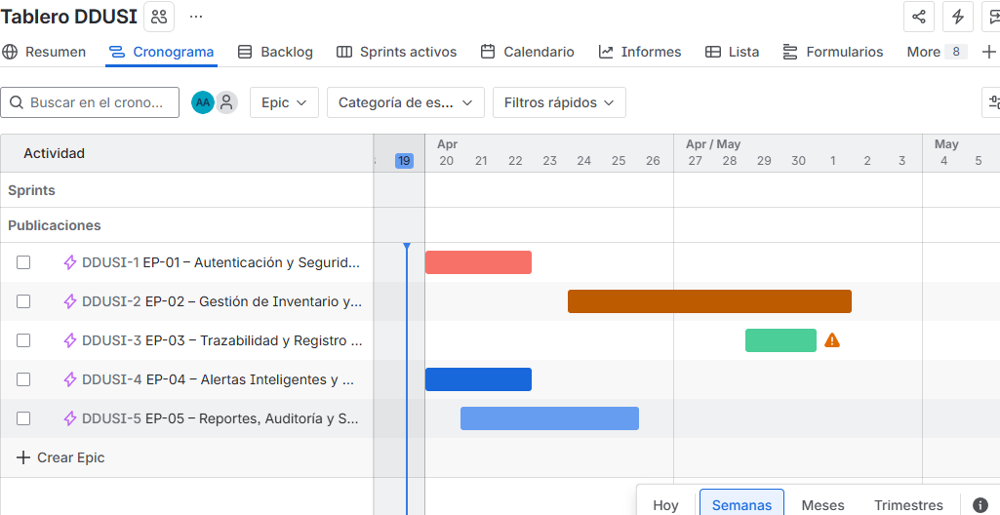 Tablero DDUSI
Resumen Cronograma Backlog Sprints activos Calendario Informes Lista Formularios More 8
Buscar en el crono... AA Epic Categoría de es... Filtros rápidos
Actividad
Apr Apr / May May
19 20 21 22 23 24 25 26 27 28 29 30 1 2 3 4 5
Sprints
Publicaciones
DDUSI-1 EP-01 – Autenticación y Segurid...
DDUSI-2 EP-02 – Gestión de Inventario y...
DDUSI-3 EP-03 – Trazabilidad y Registro ...
DDUSI-4 EP-04 – Alertas Inteligentes y ...
DDUSI-5 EP-05 – Reportes, Auditoría y S...
Crear Epic
Hoy Semanas Meses Trimestres